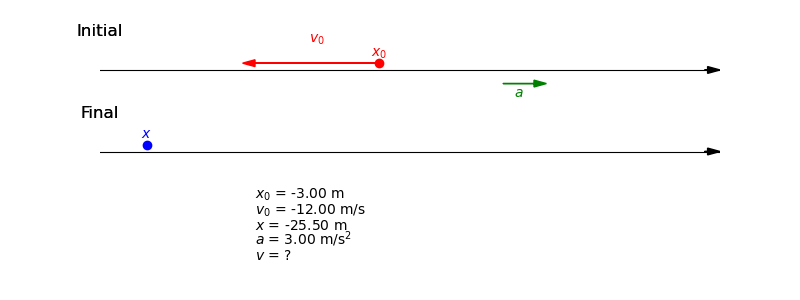 Initial
v₀
x₀
a
Final
x
x₀ = -3.00 m
v₀ = -12.00 m/s
x = -25.50 m
a = 3.00 m/s²
v = ?